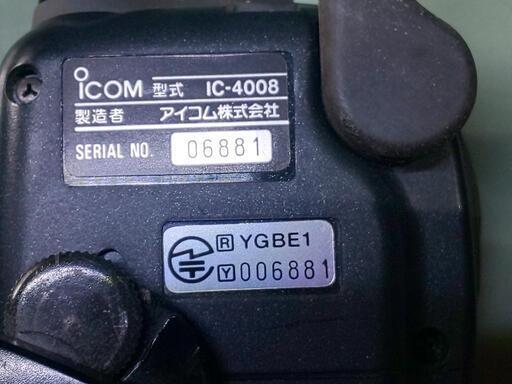 ICOM 型式 IC-4008
製造者 アイコム株式会社
SERIAL NO. 06881
R YGBE1
Y 006881